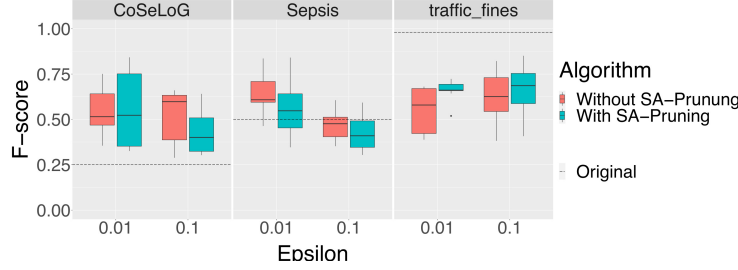 CoSeLoG Sepsis traffic_fines
1.00
0.75
0.50
0.25
0.00
F−score
0.01 0.1 0.01 0.1 0.01 0.1
Epsilon
Algorithm
Without SA−Prunung
With SA−Pruning
Original